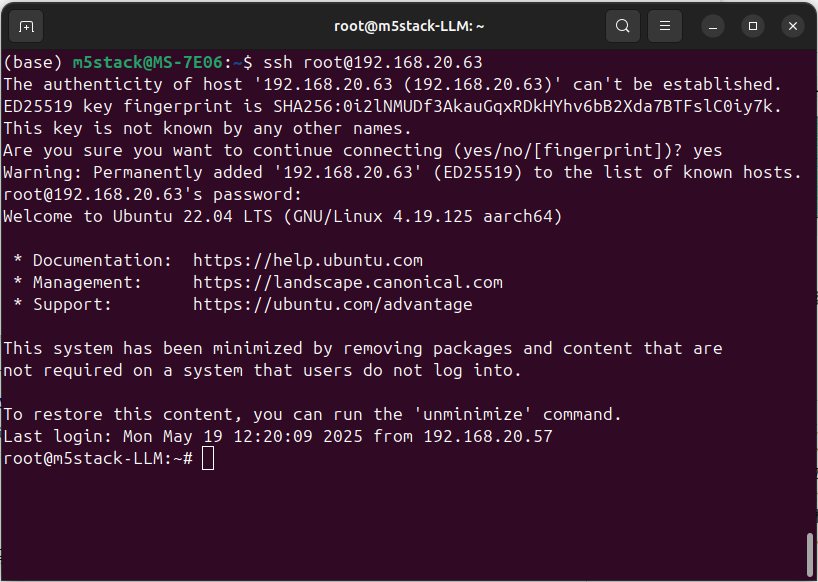 root@m5stack-LLM: ~
(base) m5stack@MS-7E06:~$ ssh root@192.168.20.63
The authenticity of host '192.168.20.63 (192.168.20.63)' can't be established.
ED25519 key fingerprint is SHA256:0i2lNMUDf3AkauGqxRDkHYhv6bB2Xda7BTFslC0iy7k.
This key is not known by any other names.
Are you sure you want to continue connecting (yes/no/[fingerprint])? yes
Warning: Permanently added '192.168.20.63' (ED25519) to the list of known hosts.
root@192.168.20.63's password:
Welcome to Ubuntu 22.04 LTS (GNU/Linux 4.19.125 aarch64)
* Documentation:  https://help.ubuntu.com
* Management:     https://landscape.canonical.com
* Support:        https://ubuntu.com/advantage
This system has been minimized by removing packages and content that are
not required on a system that users do not log into.
To restore this content, you can run the 'unminimize' command.
Last login: Mon May 19 12:20:09 2025 from 192.168.20.57
root@m5stack-LLM:~#